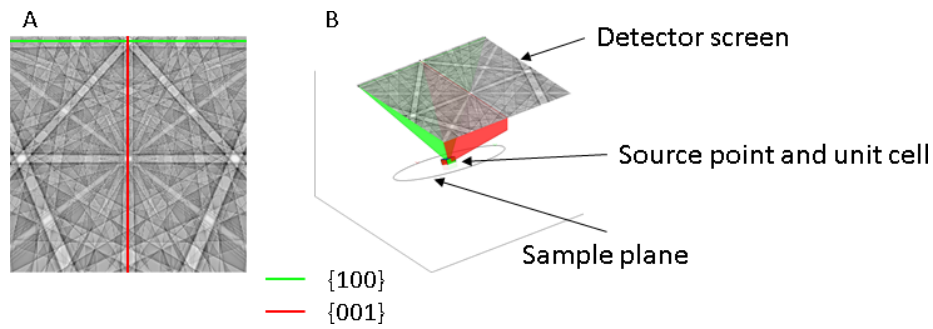 A
B
Detector screen
Source point and unit cell
Sample plane
{100}
{001}